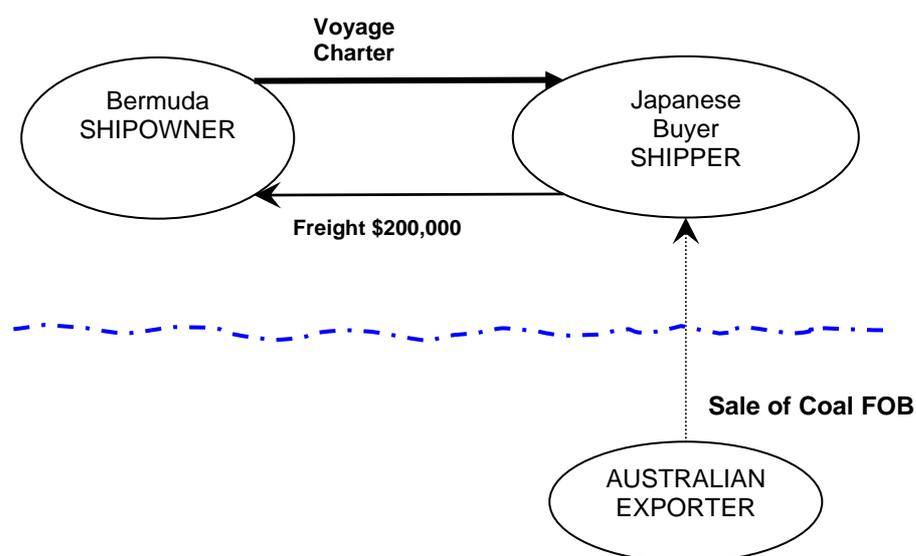 Voyage
Charter
Bermuda
SHIPOWNER
Japanese
Buyer
SHIPPER
Freight $200,000
Sale of Coal FOB
AUSTRALIAN
EXPORTER